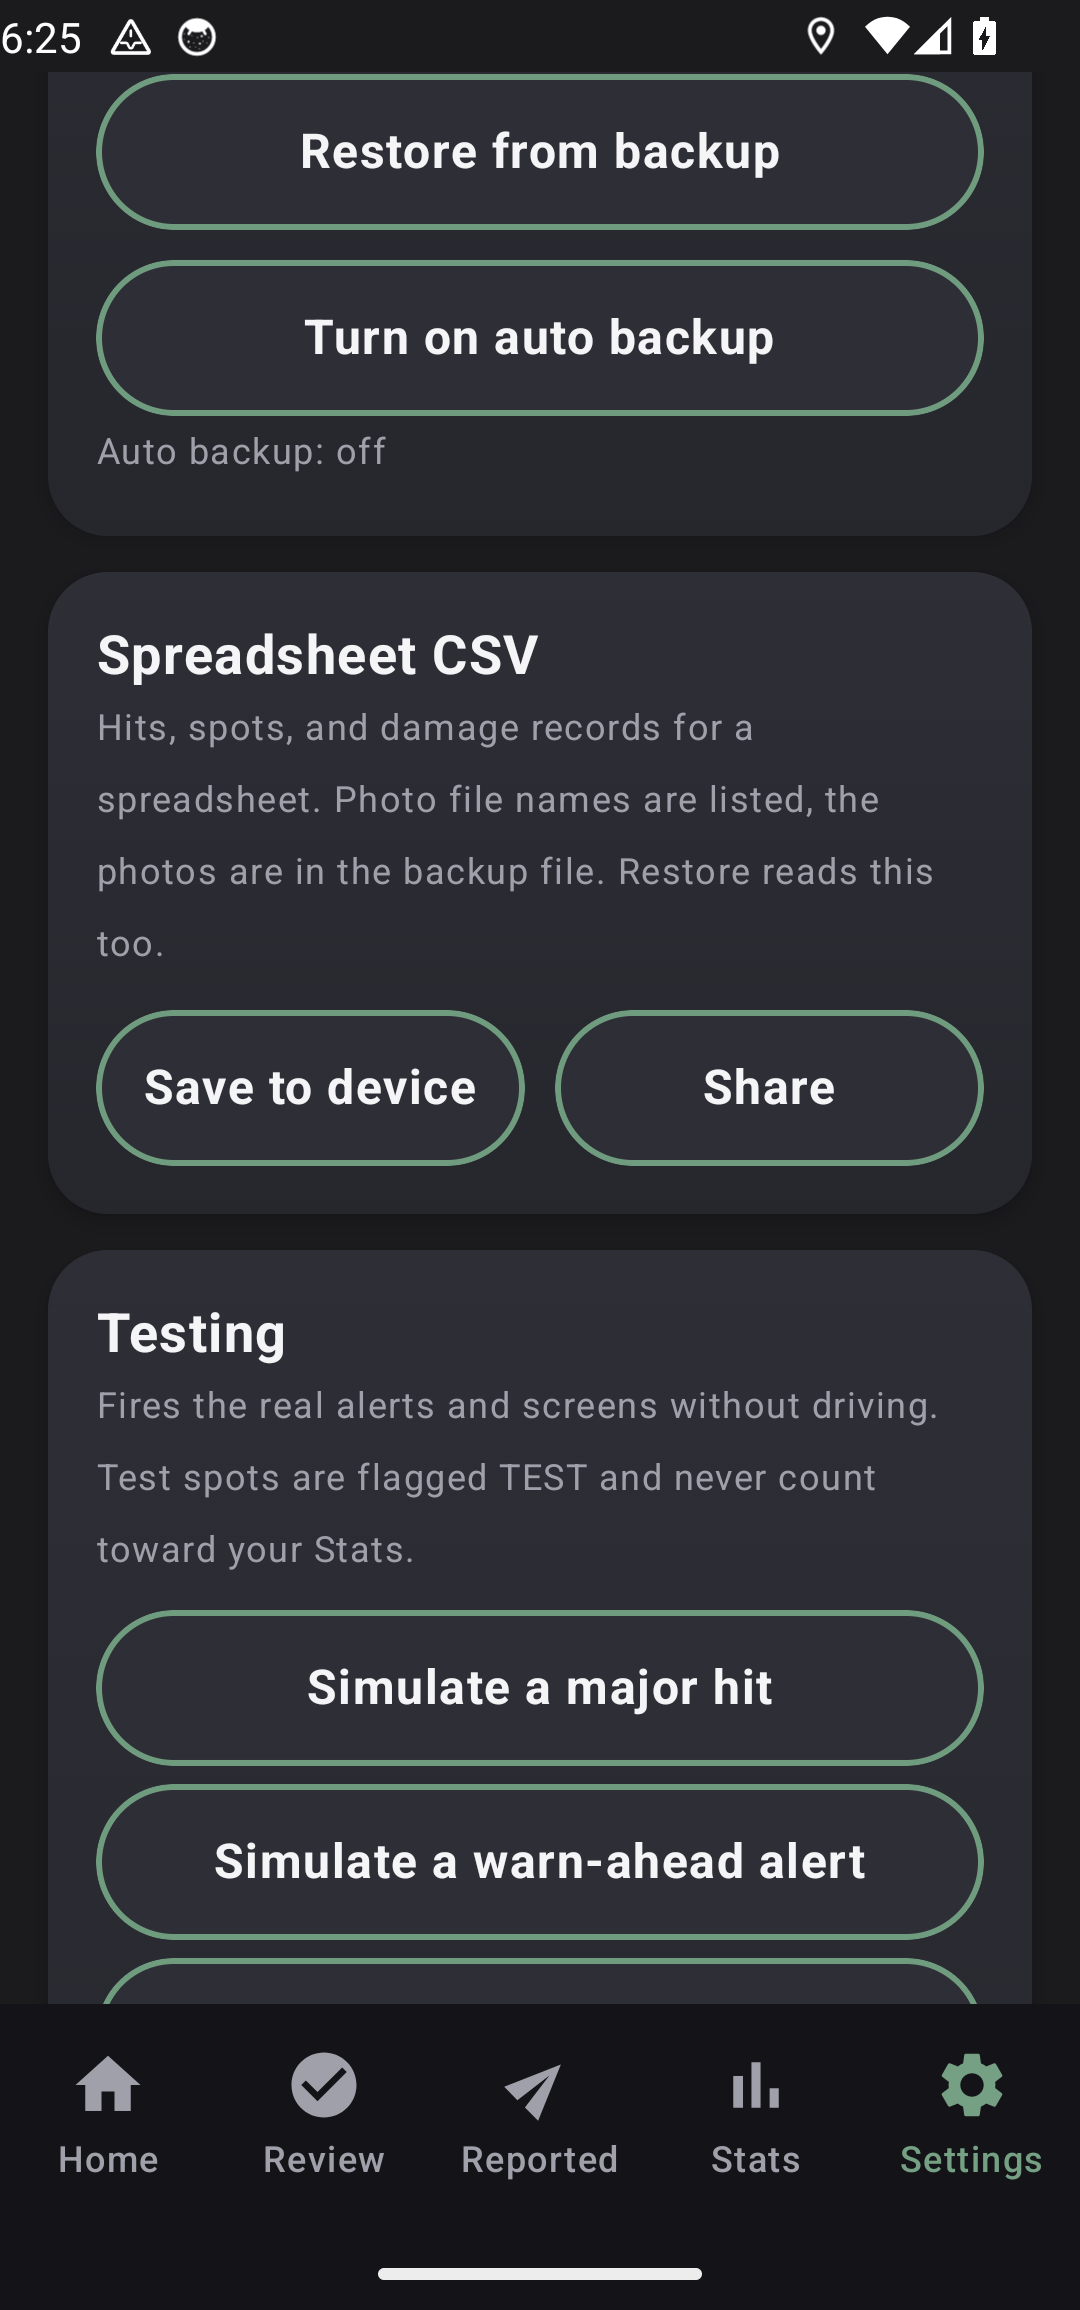 6:25
Restore from backup
Turn on auto backup
Auto backup: off
Spreadsheet CSV
Hits, spots, and damage records for a
spreadsheet. Photo file names are listed, the
photos are in the backup file. Restore reads this
too.
Save to device
Share
Testing
Fires the real alerts and screens without driving.
Test spots are flagged TEST and never count
toward your Stats.
Simulate a major hit
Simulate a warn-ahead alert
Home
Review
Reported
Stats
Settings